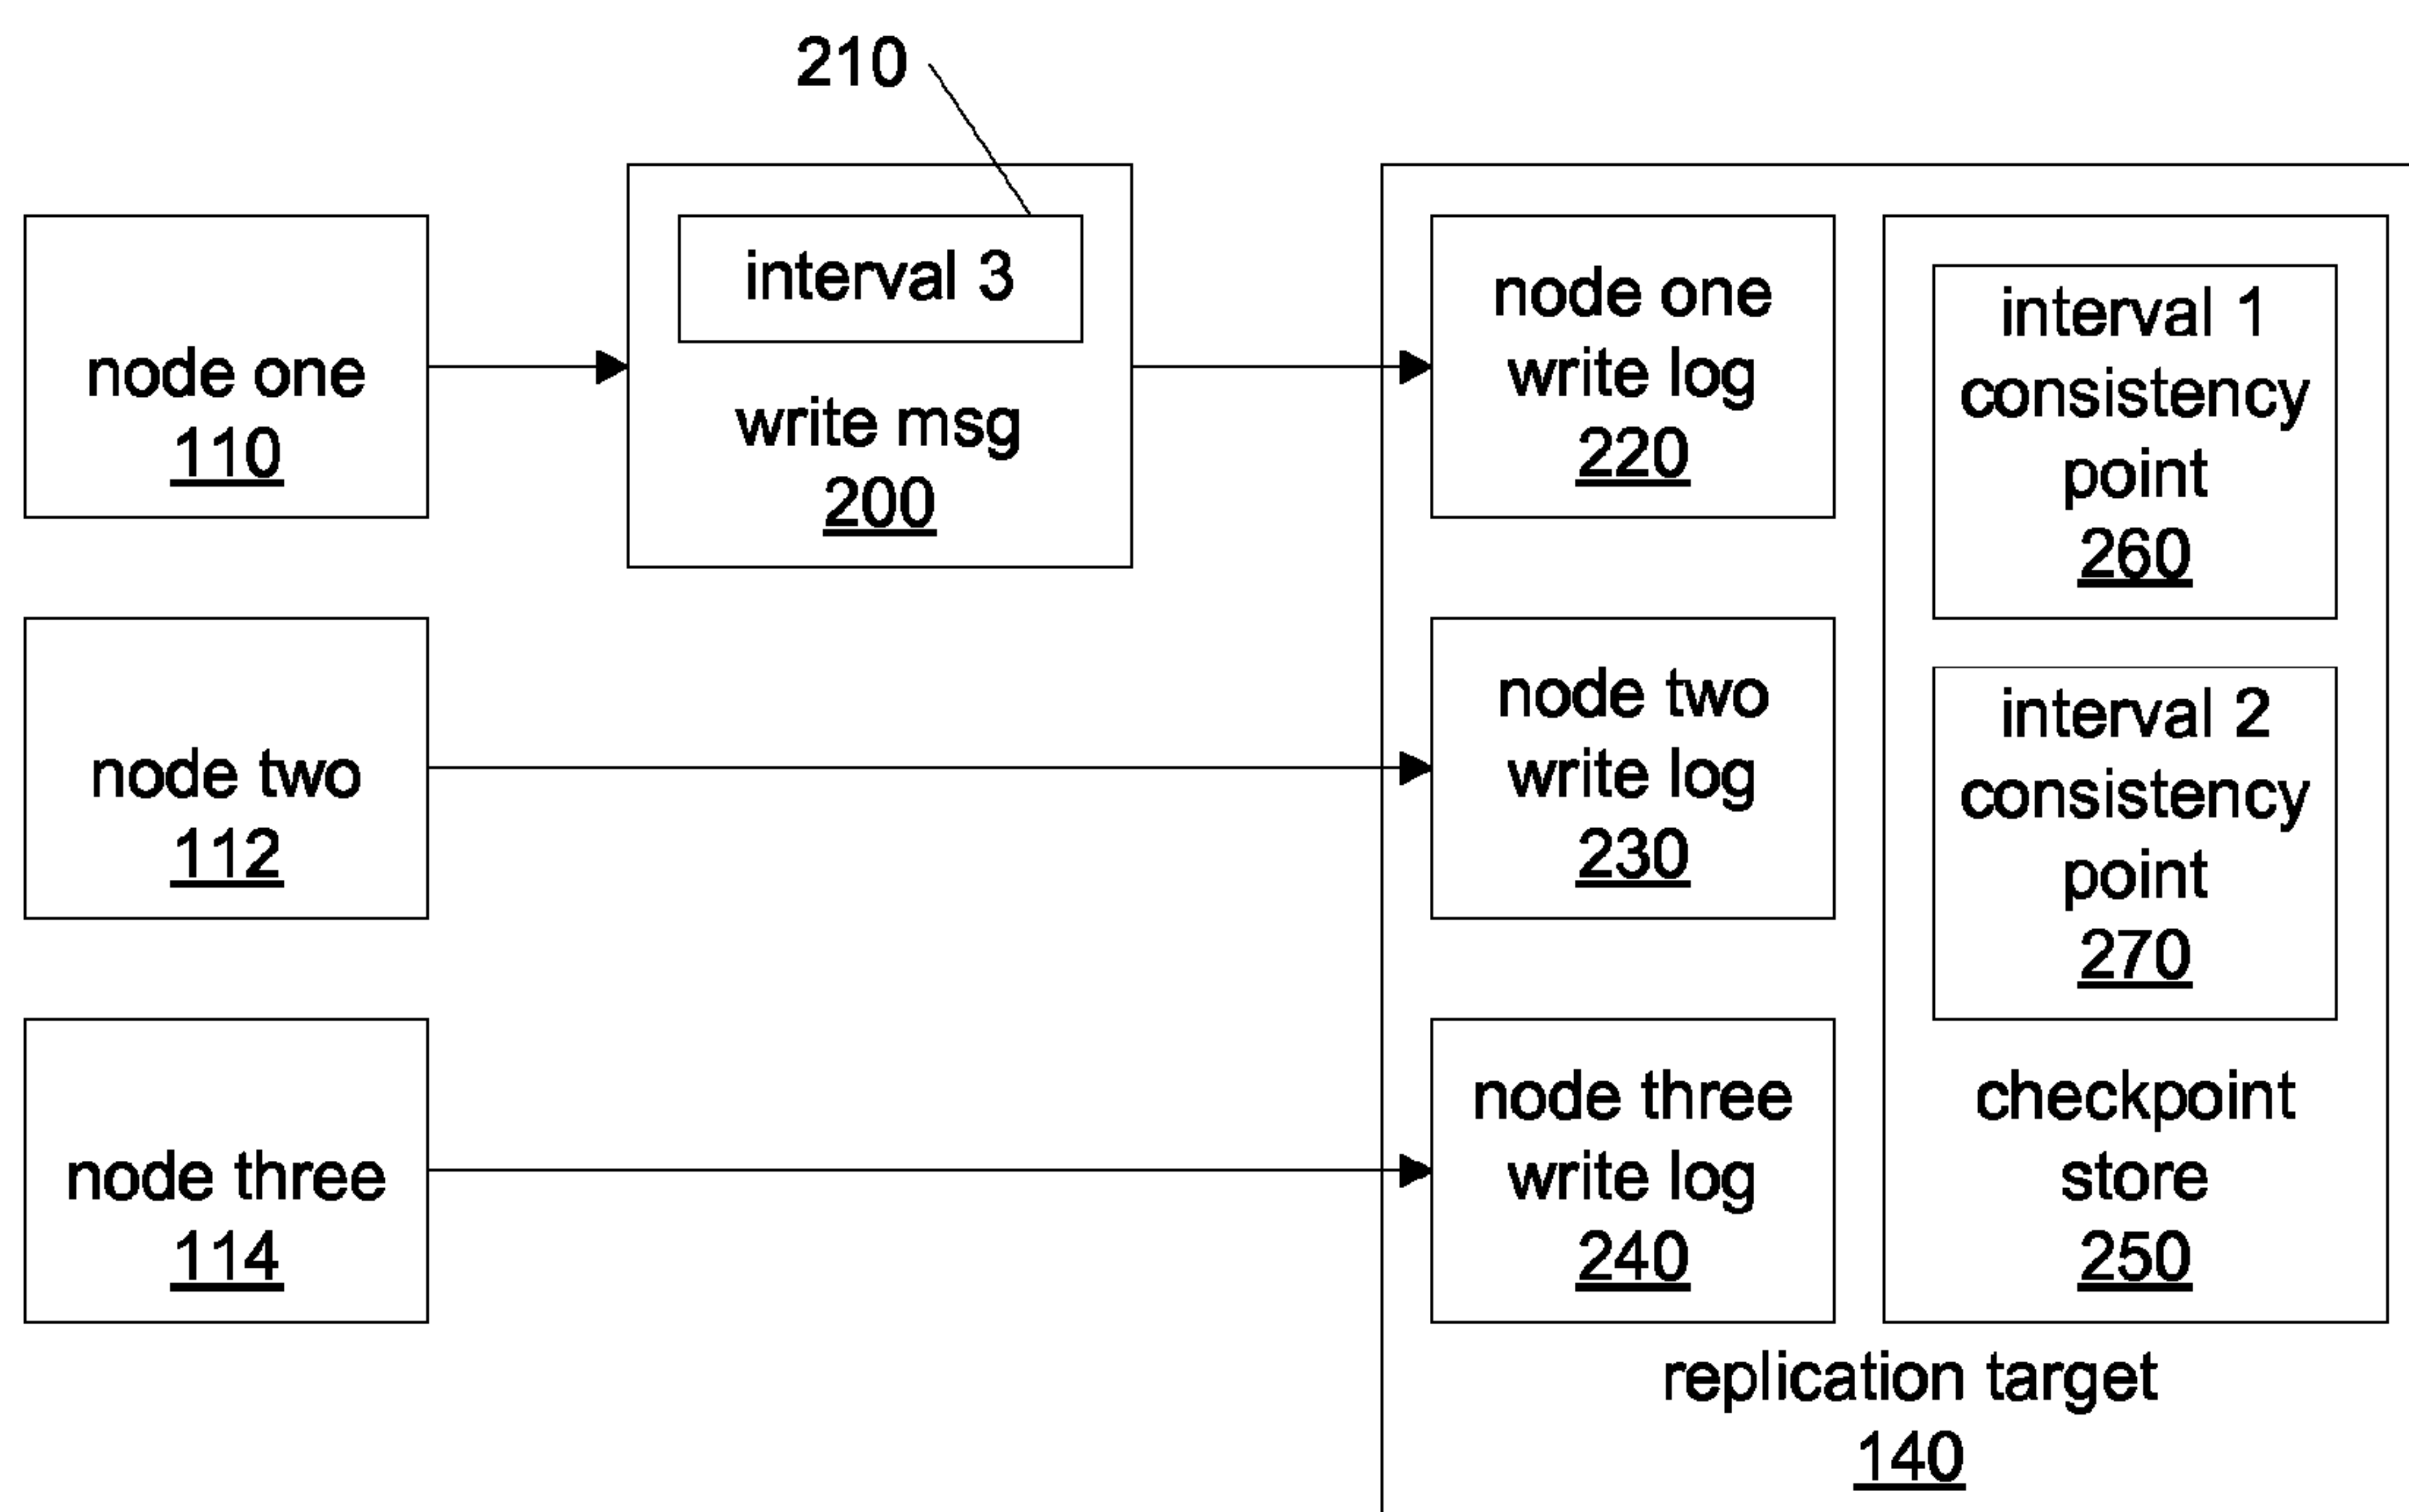 210
interval 3
write msg
200
node one
110
node two
112
node three
114
node one
write log
220
node two
write log
230
node three
write log
240
interval 1
consistency
point
260
interval 2
consistency
point
270
checkpoint
store
250
replication target
140